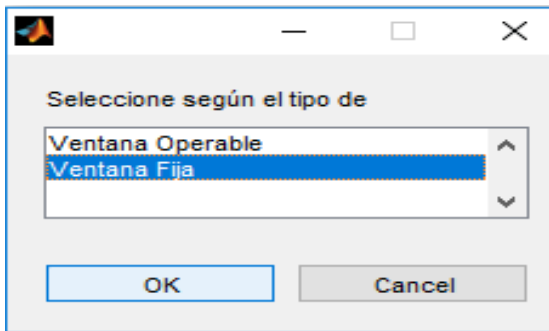 Seleccione según el tipo de
Ventana Operable
Ventana Fija
OK
Cancel